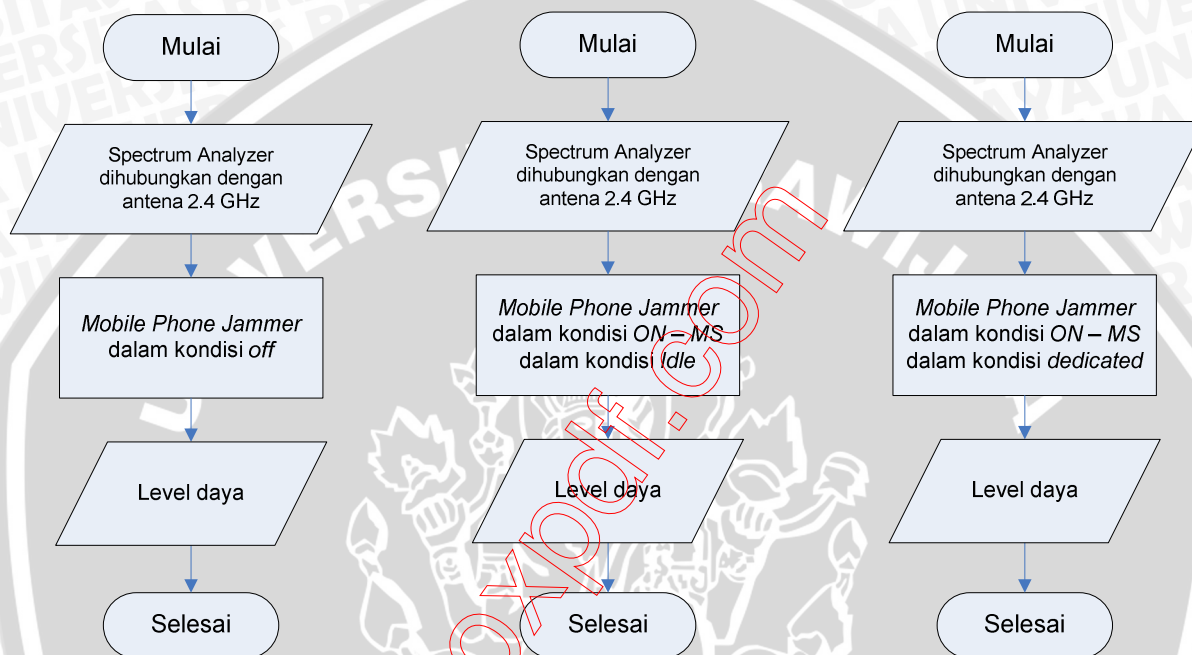 Mulai
Spectrum Analyzer
dihubungkan dengan
antena 2.4 GHz
Mobile Phone Jammer
dalam kondisi off
Level daya
Selesai
Mulai
Spectrum Analyzer
dihubungkan dengan
antena 2.4 GHz
Mobile Phone Jammer
dalam kondisi ON – MS
dalam kondisi Idle
Level daya
Selesai
Mulai
Spectrum Analyzer
dihubungkan dengan
antena 2.4 GHz
Mobile Phone Jammer
dalam kondisi ON – MS
dalam kondisi dedicated
Level daya
Selesai
oxpdf.com